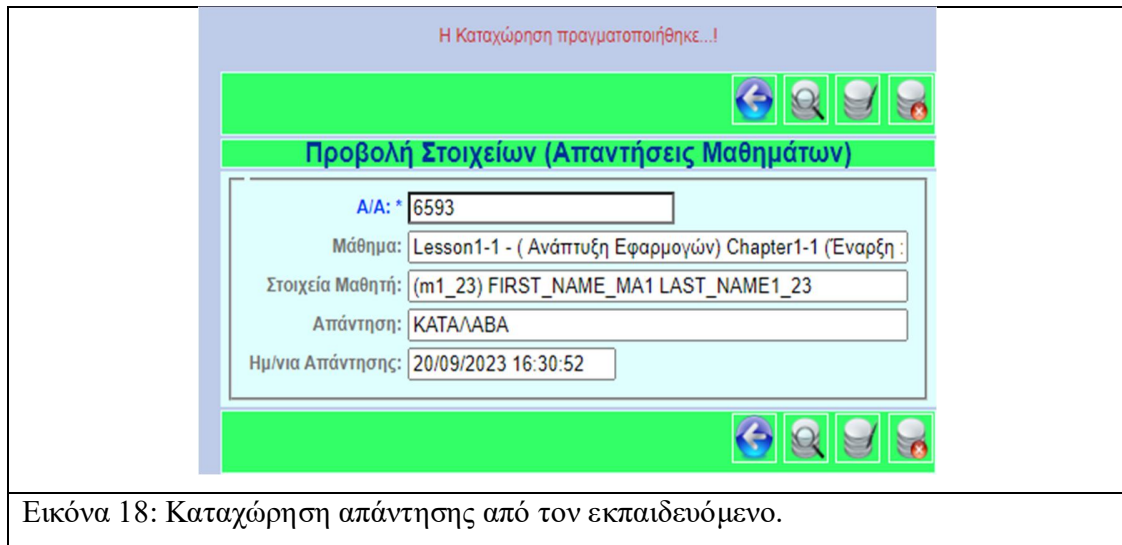 Η Καταχώρηση πραγματοποιήθηκε...!
Προβολή Στοιχείων (Απαντήσεις Μαθημάτων)
Α/Α: * 6593
Μάθημα: Lesson1-1 - ( Ανάπτυξη Εφαρμογών) Chapter1-1 (Έναρξη :
Στοιχεία Μαθητή: (m1_23) FIRST_NAME_MA1 LAST_NAME1_23
Απάντηση: ΚΑΤΑΛΑΒΑ
Ημ/νια Απάντησης: 20/09/2023 16:30:52
Εικόνα 18: Καταχώρηση απάντησης από τον εκπαιδευόμενο.